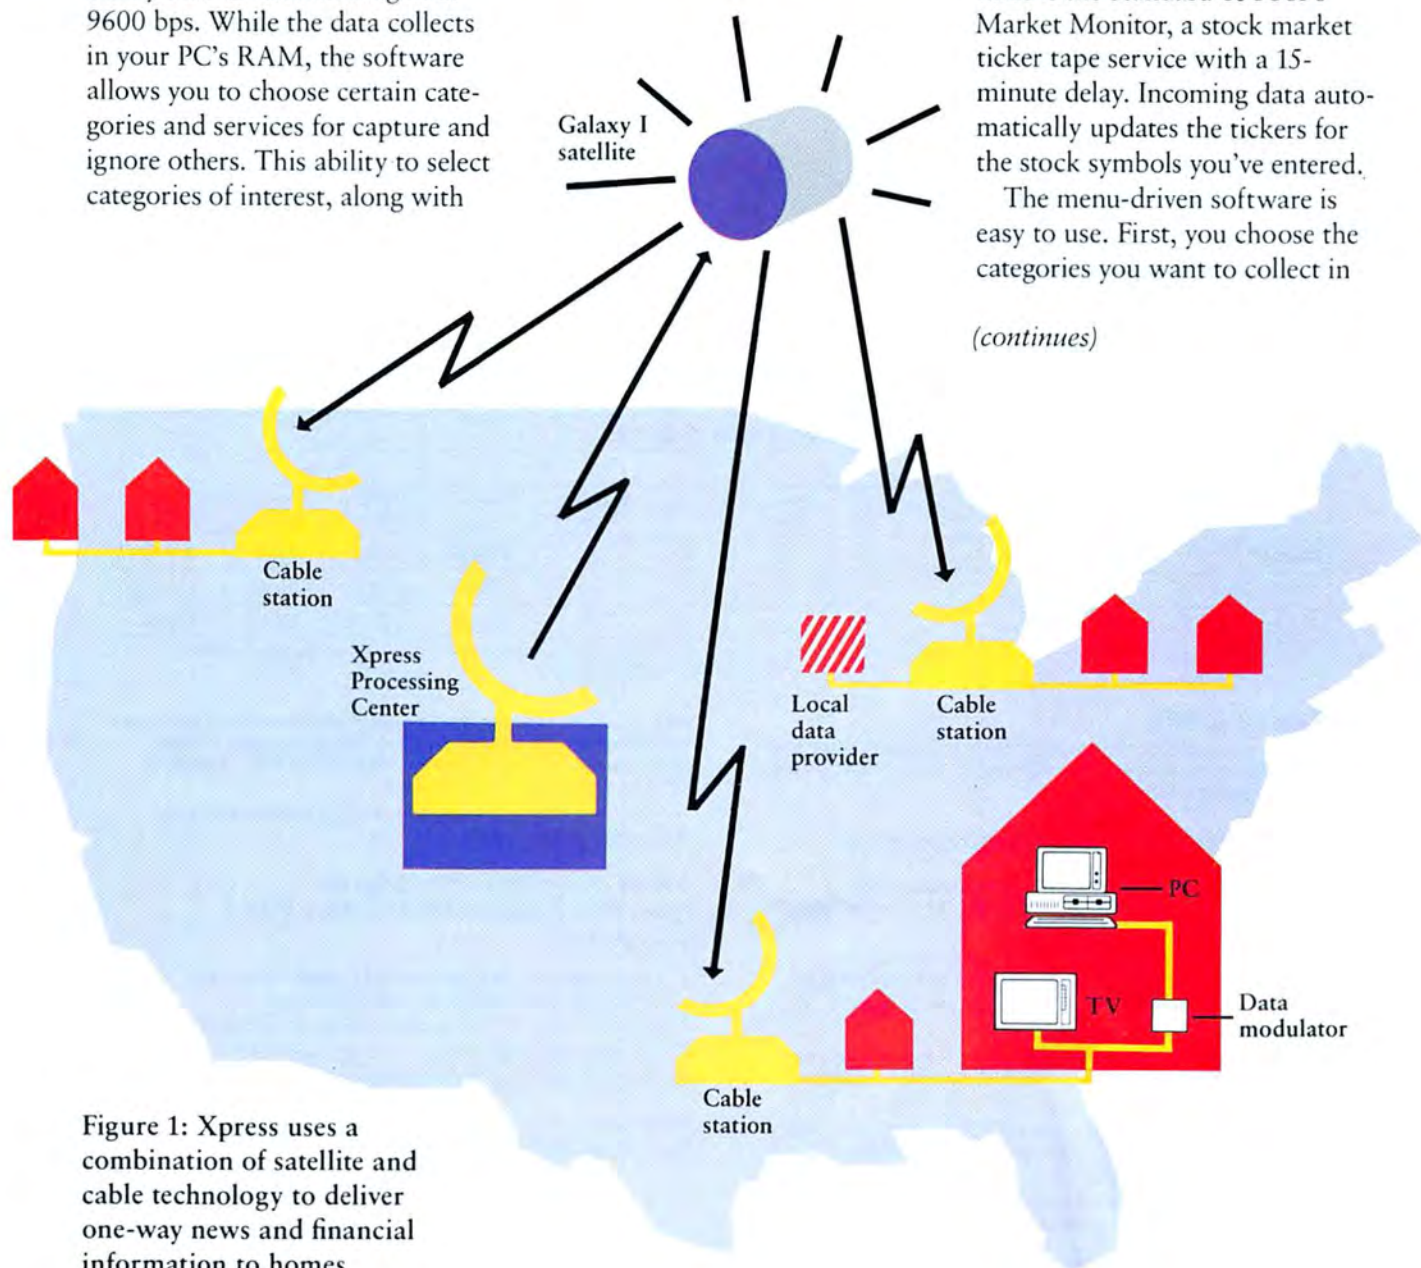 9600 bps. While the data collects
in your PC's RAM, the software
allows you to choose certain cate-
gories and services for capture and
ignore others. This ability to select
categories of interest, along with
Market Monitor, a stock market
ticker tape service with a 15-
minute delay. Incoming data auto-
matically updates the tickers for
the stock symbols you've entered.
The menu-driven software is
easy to use. First, you choose the
categories you want to collect in
(continues)
Galaxy I
satellite
Cable
station
Xpress
Processing
Center
Local
data
provider
Cable
station
PC
TV
Data
modulator
Cable
station
Figure 1: Xpress uses a
combination of satellite and
cable technology to deliver
one-way news and financial
information to homes